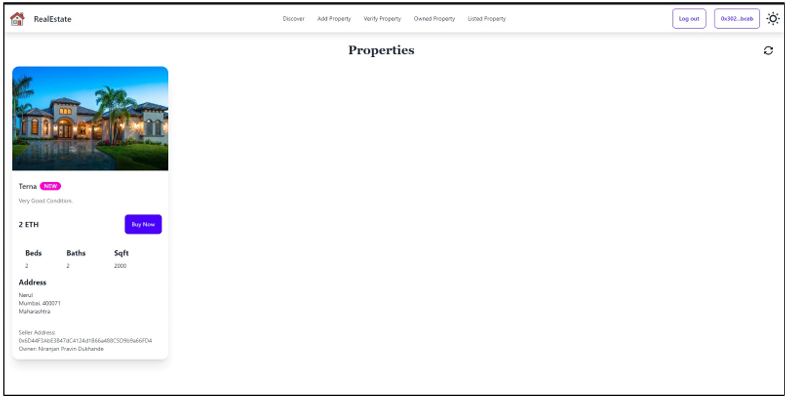 RealEstate
Discover Add Property Verify Property Owned Property Listed Property
Log out
0x302...bcab
Properties
Terna NEW
Very Good Condition.
2 ETH
Buy Now
Beds Baths Sqft
2 2 2000
Address
Nerul
Mumbai, 400071
Maharashtra
Seller Address:
Owner: Niranjan Pravin Dukhande